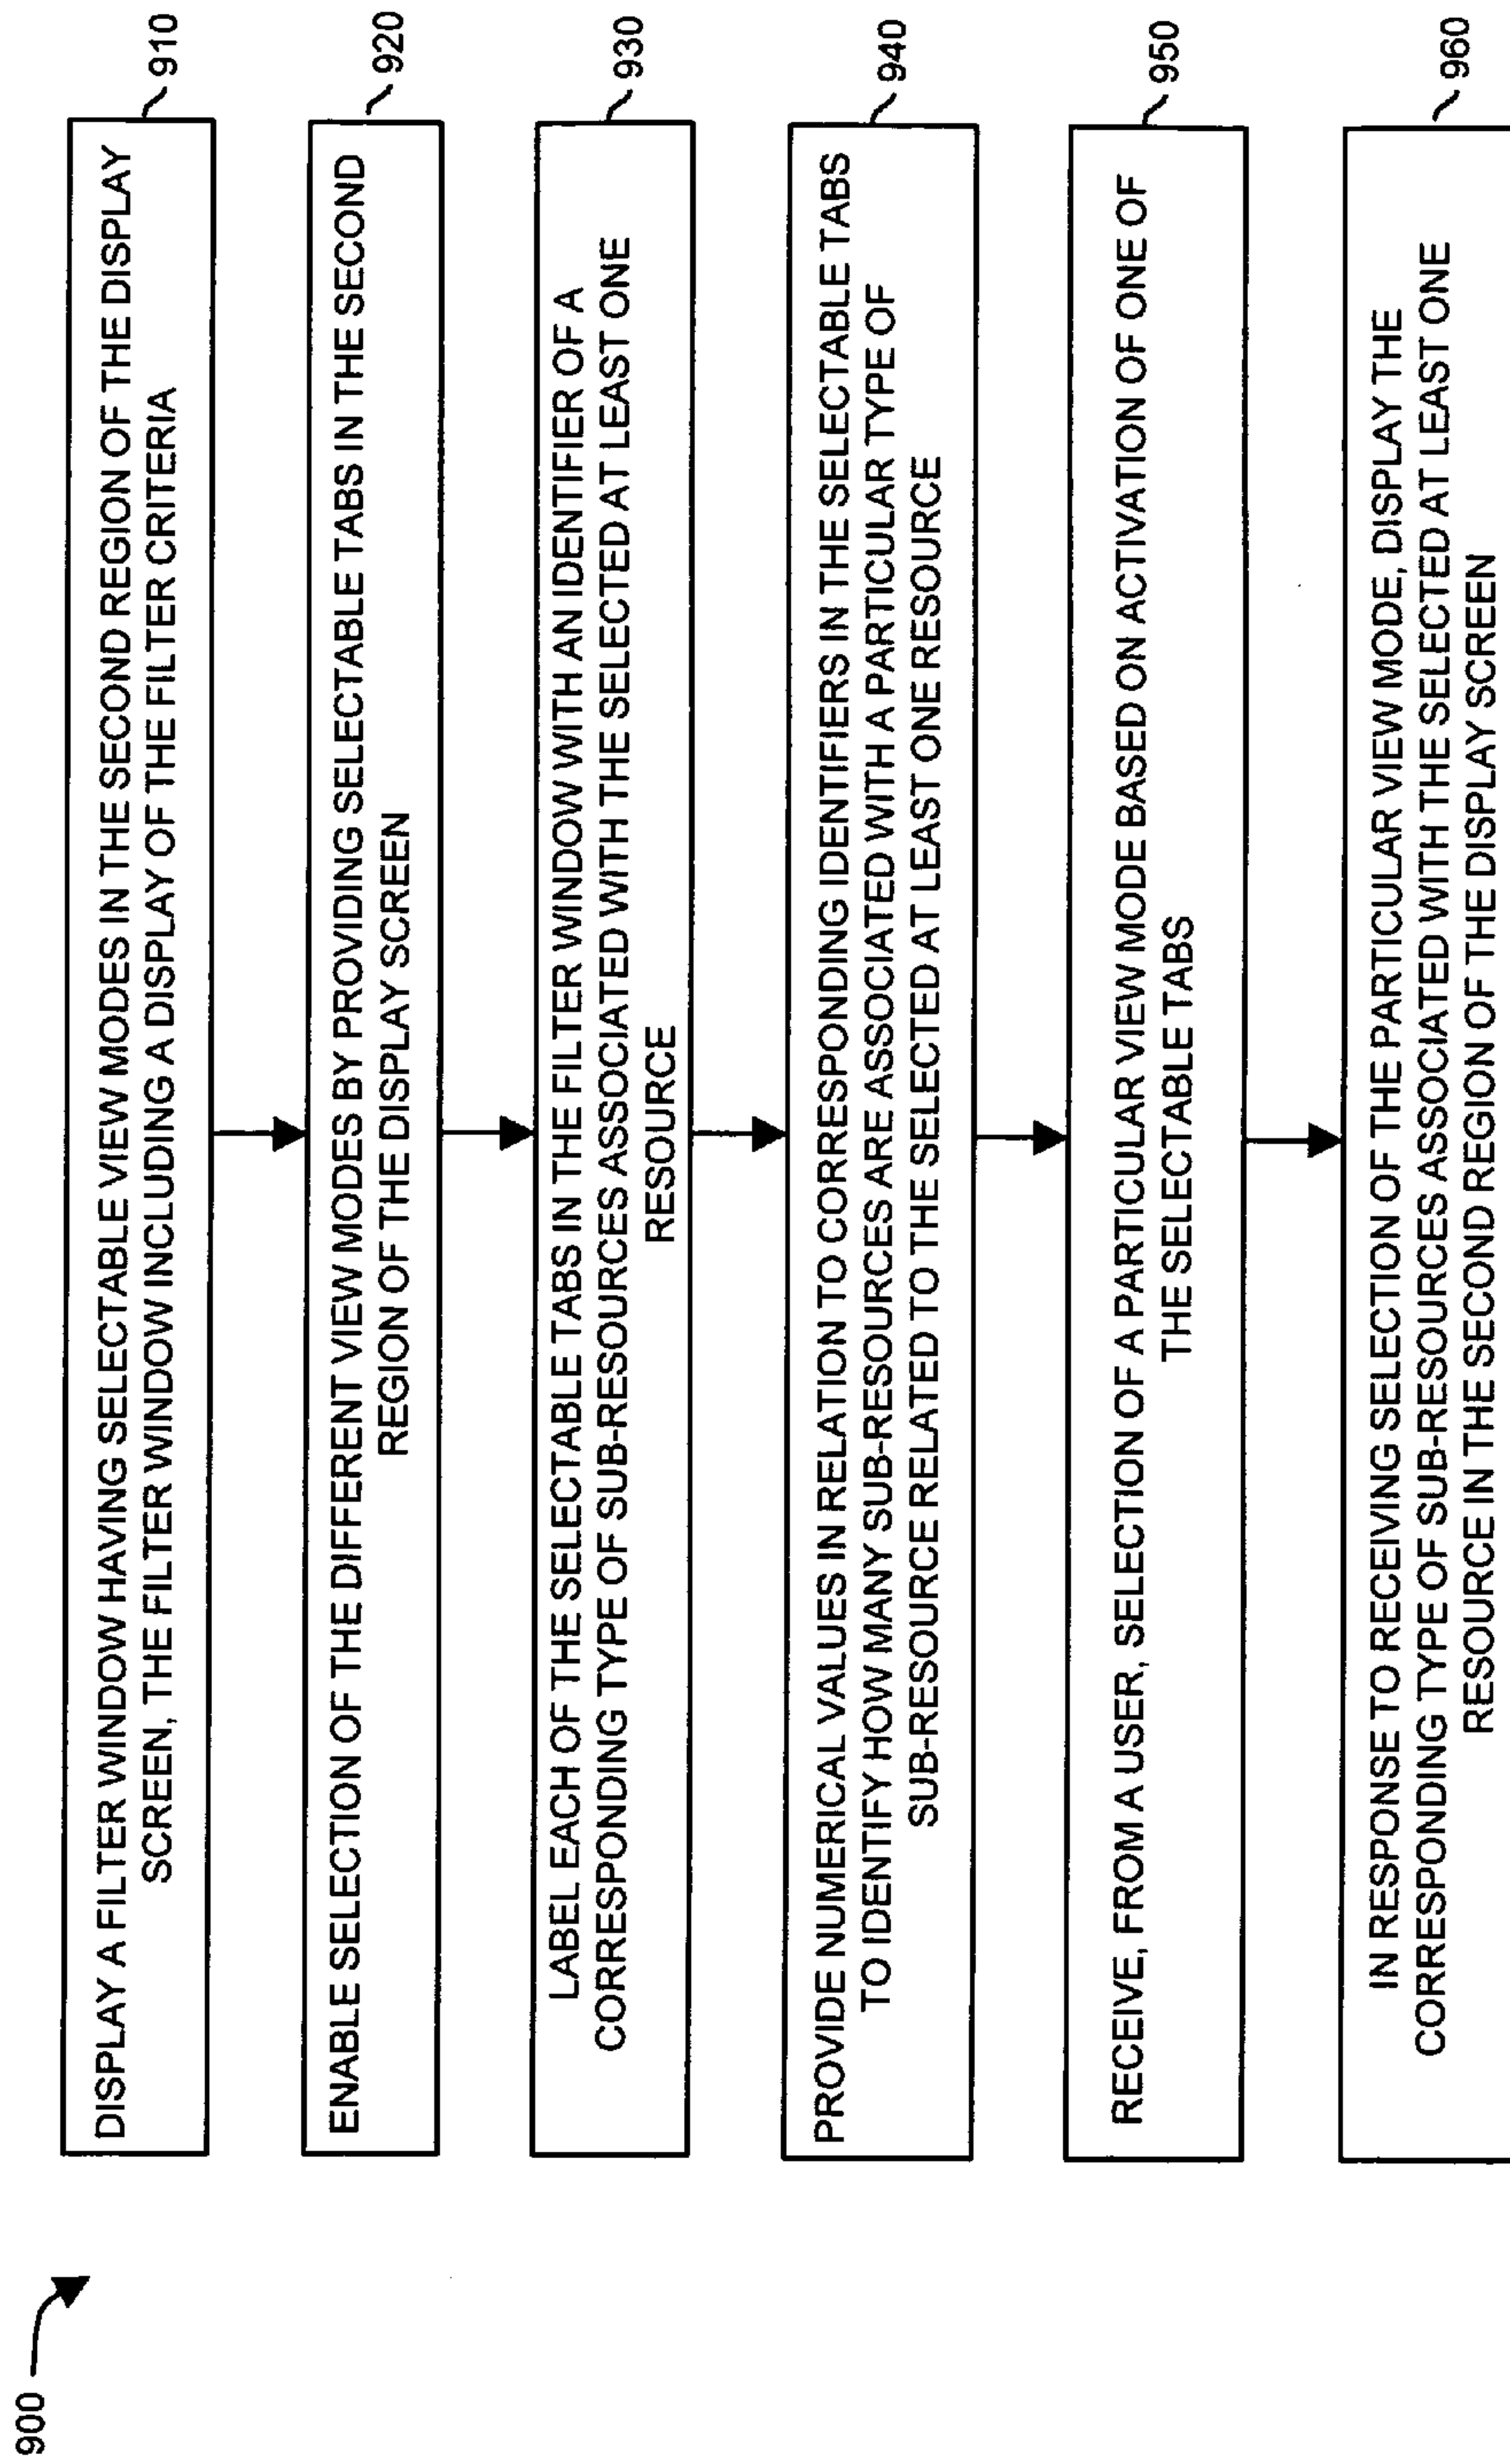 900
DISPLAY A FILTER WINDOW HAVING SELECTABLE VIEW MODES IN THE SECOND REGION OF THE DISPLAY
SCREEN, THE FILTER WINDOW INCLUDING A DISPLAY OF THE FILTER CRITERIA
910
ENABLE SELECTION OF THE DIFFERENT VIEW MODES BY PROVIDING SELECTABLE TABS IN THE SECOND
REGION OF THE DISPLAY SCREEN
920
LABEL EACH OF THE SELECTABLE TABS IN THE FILTER WINDOW WITH AN IDENTIFIER OF A
CORRESPONDING TYPE OF SUB-RESOURCES ASSOCIATED WITH THE SELECTED AT LEAST ONE
RESOURCE
930
PROVIDE NUMERICAL VALUES IN RELATION TO CORRESPONDING IDENTIFIERS IN THE SELECTABLE TABS
TO IDENTIFY HOW MANY SUB-RESOURCES ARE ASSOCIATED WITH A PARTICULAR TYPE OF
SUB-RESOURCE RELATED TO THE SELECTED AT LEAST ONE RESOURCE
940
RECEIVE, FROM A USER, SELECTION OF A PARTICULAR VIEW MODE BASED ON ACTIVATION OF ONE OF
THE SELECTABLE TABS
950
IN RESPONSE TO RECEIVING SELECTION OF THE PARTICULAR VIEW MODE, DISPLAY THE
CORRESPONDING TYPE OF SUB-RESOURCES ASSOCIATED WITH THE SELECTED AT LEAST ONE
RESOURCE IN THE SECOND REGION OF THE DISPLAY SCREEN
960